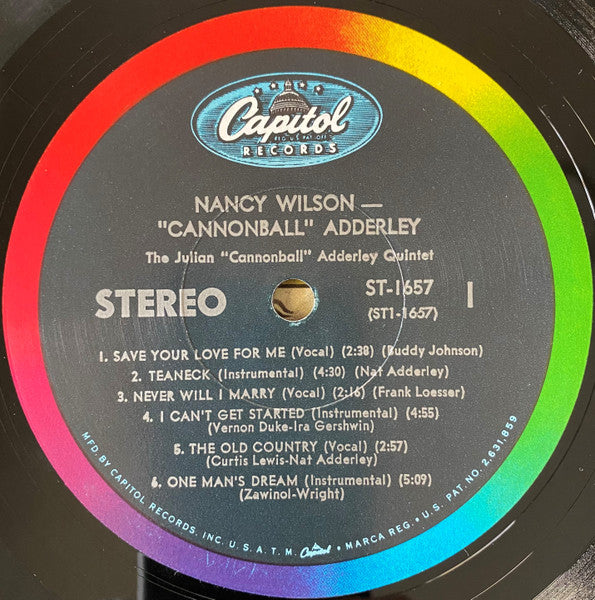 Capitol
REG. U.S. PAT. OFF.
RECORDS
NANCY WILSON —
"CANNONBALL" ADDERLEY
The Julian "Cannonball" Adderley Quintet
STEREO
ST-1657
(ST1-1657)
1
1. SAVE YOUR LOVE FOR ME (Vocal) (2:38) (Buddy Johnson)
2. TEANECK (Instrumental) (4:30) (Nat Adderley)
3. NEVER WILL I MARRY (Vocal) (2:16) (Frank Loesser)
4. I CAN'T GET STARTED (Instrumental) (4:55)
(Vernon Duke-Ira Gershwin)
5. THE OLD COUNTRY (Vocal) 2:57)
(Curtis Lewis-Nat Adderley)
6. ONE MAN'S DREAM (Instrumental) (5:09)
(Zawinol-Wright)
MFD. BY CAPITOL RECORDS, INC. U.S.A. T.M. Capitol • MARCA REG. • U.S. PAT. NO. 2,631,859